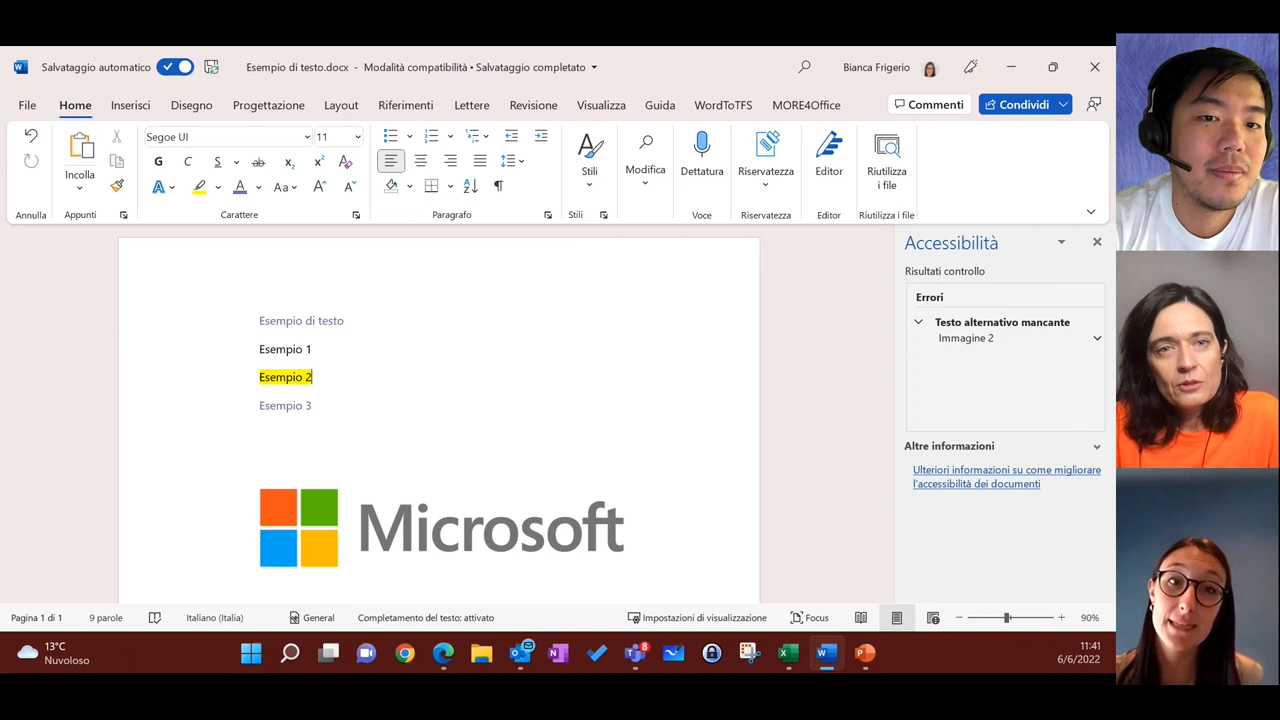 Salvataggio automatico Esempio di testo.docx - Modalità compatibilità • Salvataggio completato Bianca Frigerio
File Home Inserisci Disegno Progettazione Layout Riferimenti Lettere Revisione Visualizza Guida WordToTFS MORE4Office Commenti Condividi
Segoe UI 11
G C S ab x₂ x²
A A Aa A A
Incolla
Stili
Modifica
Dettatura
Riservatezza
Editor
Riutilizza
i file
Annulla Appunti Carattere Paragrafo Stili Voce Riservatezza Editor Riutilizza i file
Esempio di testo
Esempio 1
Esempio 2
Esempio 3
Microsoft
Accessibilità
Risultati controllo
Errori
Testo alternativo mancante
Immagine 2
Altre informazioni
Ulteriori informazioni su come migliorare
l'accessibilità dei documenti
Pagina 1 di 1 9 parole Italiano (Italia) General Completamento del testo: attivato Impostazioni di visualizzazione Focus 90%
13°C
Nuvoloso
8
11:41
6/6/2022